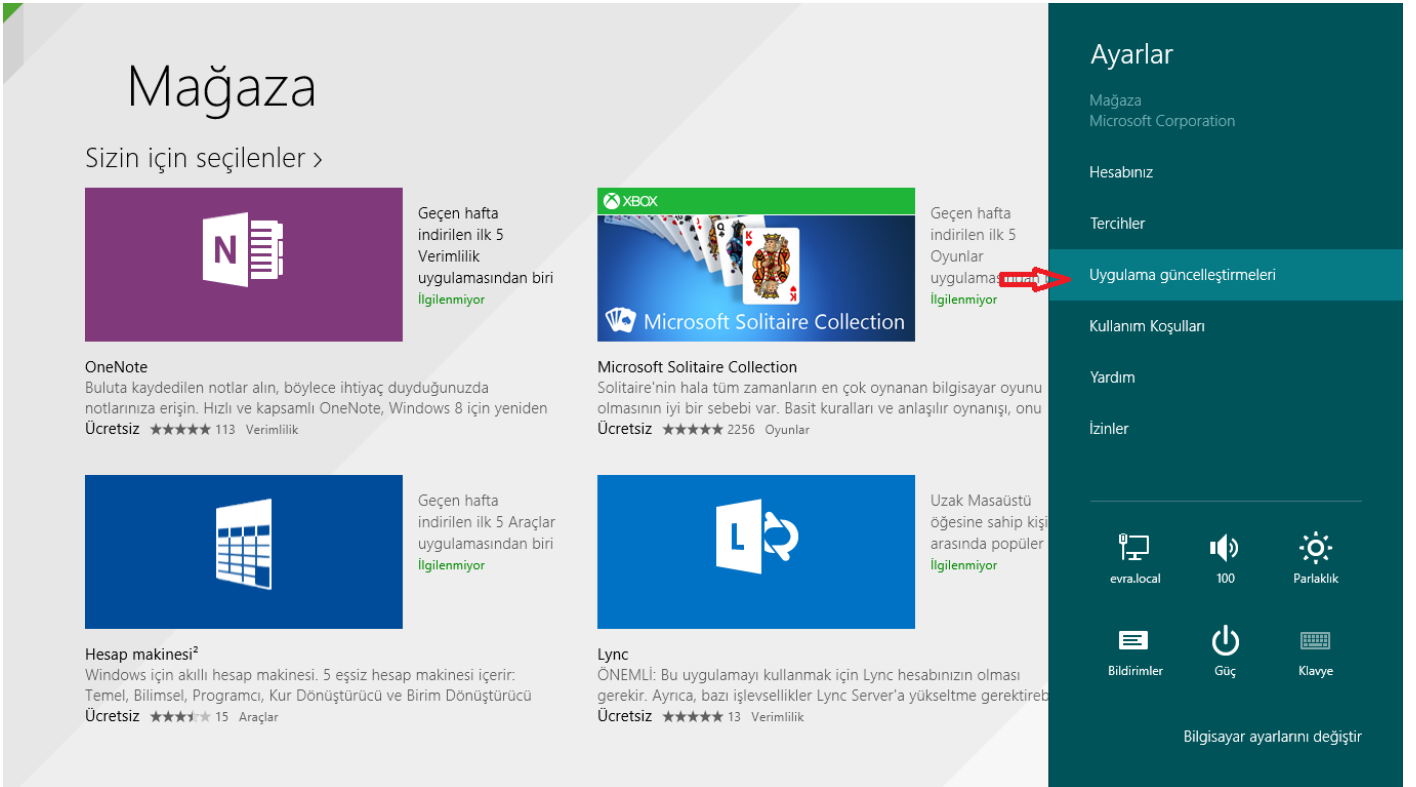 Mağaza
Sizin için seçilenler >
N
Geçen hafta
indirilen ilk 5
Verimlilik
uygulamasından biri
İlgilenmiyor
OneNote
Buluta kaydedilen notlar alın, böylece ihtiyaç duyduğunuzda
notlarınıza erişin. Hızlı ve kapsamlı OneNote, Windows 8 için yeniden
Ücretsiz ★★★★★ 113 Verimlilik
XBOX
Q
K
K
Microsoft Solitaire Collection
Geçen hafta
indirilen ilk 5
Oyunlar
İlgilenmiyor
Microsoft Solitaire Collection
Solitaire'nin hala tüm zamanların en çok oynanan bilgisayar oyunu
olmasının iyi bir sebebi var. Basit kuralları ve anlaşılır oynanışı, onu
Ücretsiz ★★★★★ 2256 Oyunlar
Geçen hafta
indirilen ilk 5 Araçlar
uygulamasından biri
İlgilenmiyor
Hesap makinesi²
Windows için akıllı hesap makinesi. 5 eşsiz hesap makinesi içerir:
Temel, Bilimsel, Programcı, Kur Dönüştürücü ve Birim Dönüştürücü
Ücretsiz ★★★★★ 15 Araçlar
L
Uzak Masaüstü
öğesine sahip kişi
arasında popüler
İlgilenmiyor
Lync
ÖNEMLİ: Bu uygulamayı kullanmak için Lync hesabınızın olması
gerekir. Ayrıca, bazı işlevsellikler Lync Server'a yükseltme gerektireb
Ücretsiz ★★★★★ 13 Verimlilik
Ayarlar
Mağaza
Microsoft Corporation
Hesabınız
Tercihler
Uygulama güncelleştirmeleri
Kullanım Koşulları
Yardım
İzinler
evra.local
100
Parlaklık
Bildirimler
Güç
Klavye
Bilgisayar ayarlarını değiştir